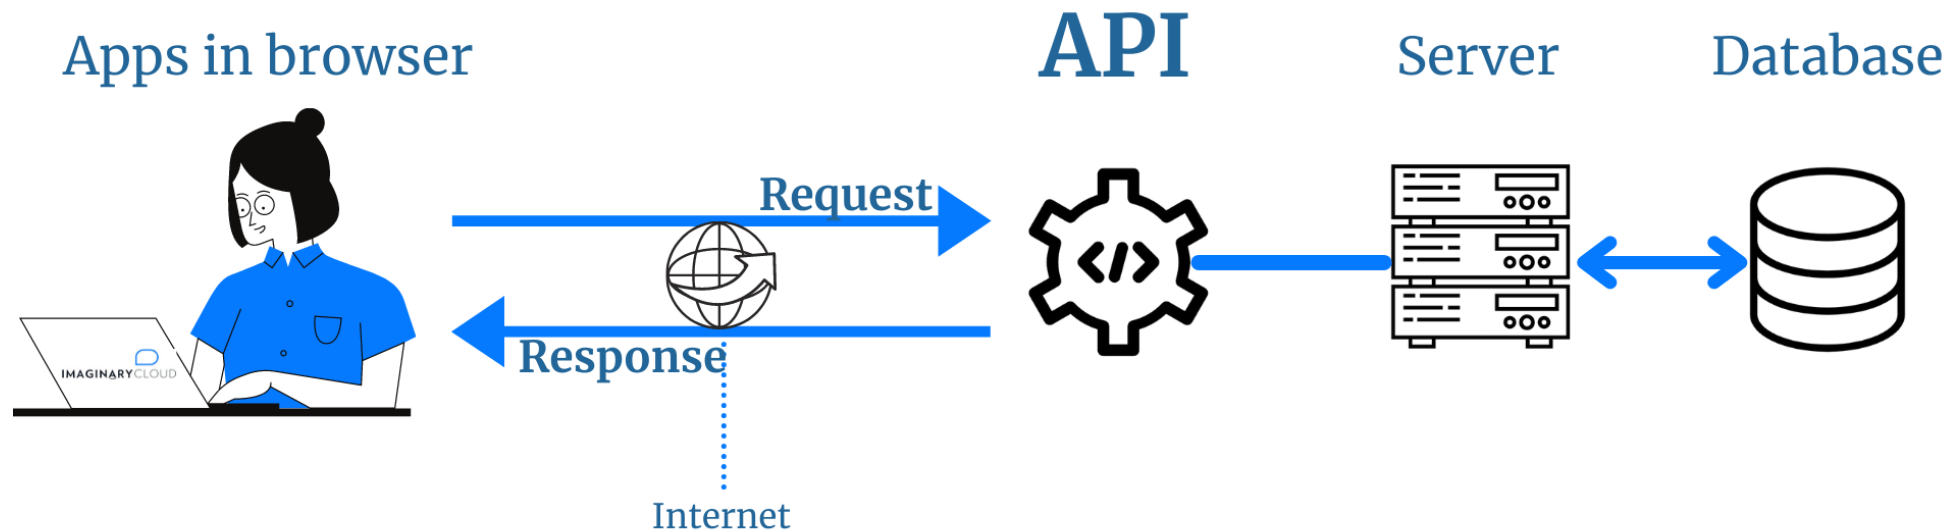 Apps in browser
API
Server
Database
Request
</>
Response
IMAGINARYCLOUD
Internet